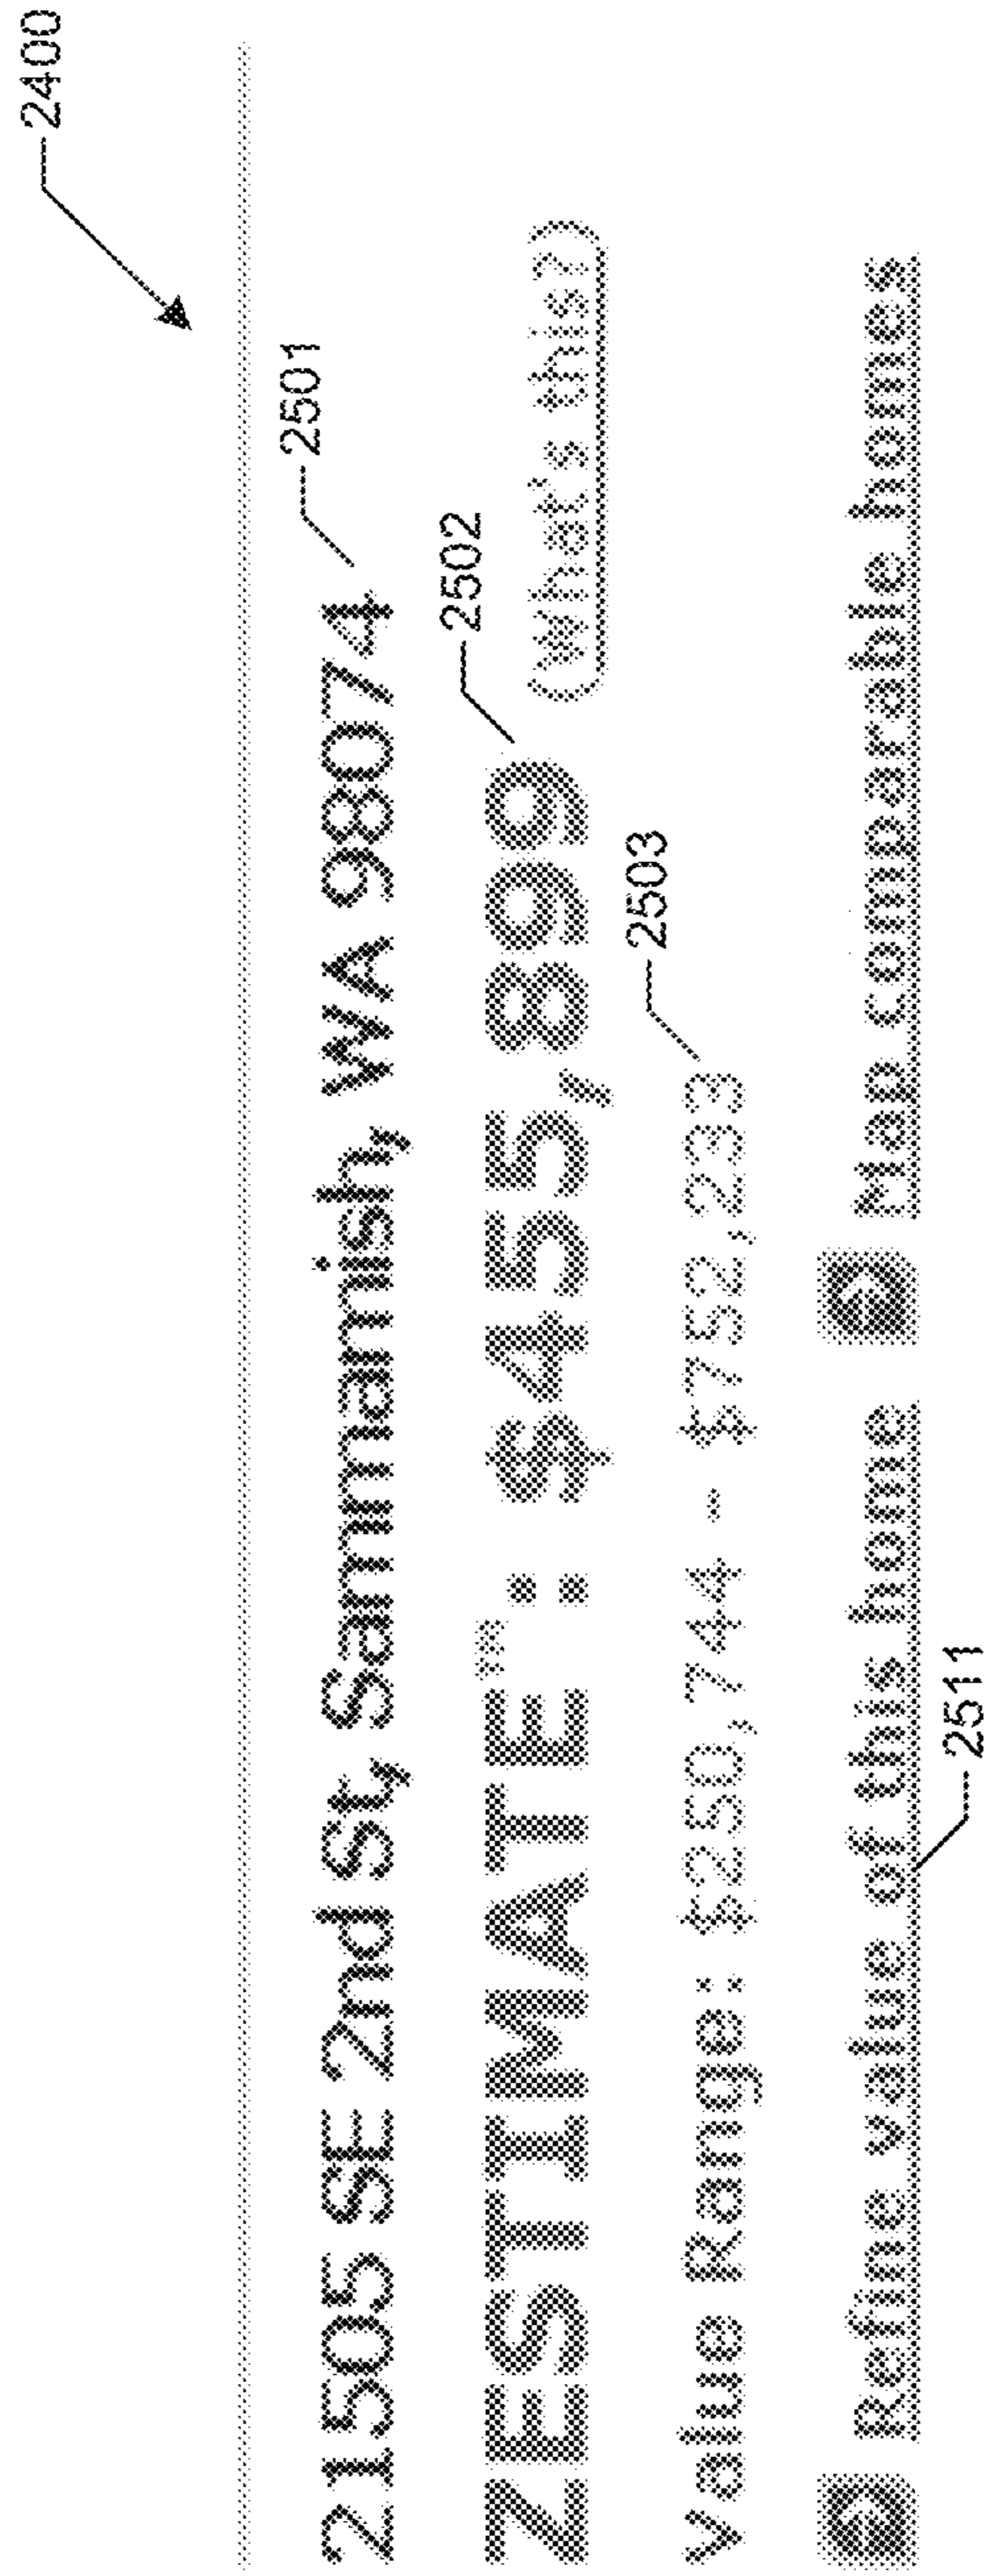 2400
21505 SE 2nd St, Sammamish, WA 98074
2501
ZESTIMATE™: $455,899 (What's this?)
2502
Value Range: $250,744 - $752,233
2503
Refine value of this home Map comparable homes
2511